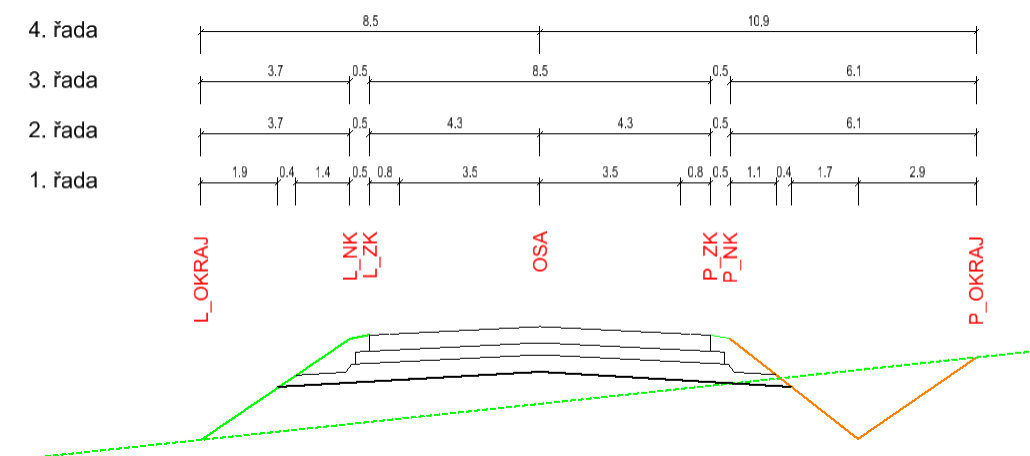 4. řada 8.5 10.9
3. řada 3.7 0.5 8.5 0.5 6.1
2. řada 3.7 0.5 4.3 4.3 0.5 6.1
1. řada 1.9 0.4 1.4 0.5 0.8 3.5 3.5 0.8 0.5 1.1 0.4 1.7 2.9
L_OKRAJ
L_NK
L_ZK
OSA
P_ZK
P_NK
P_OKRAJ